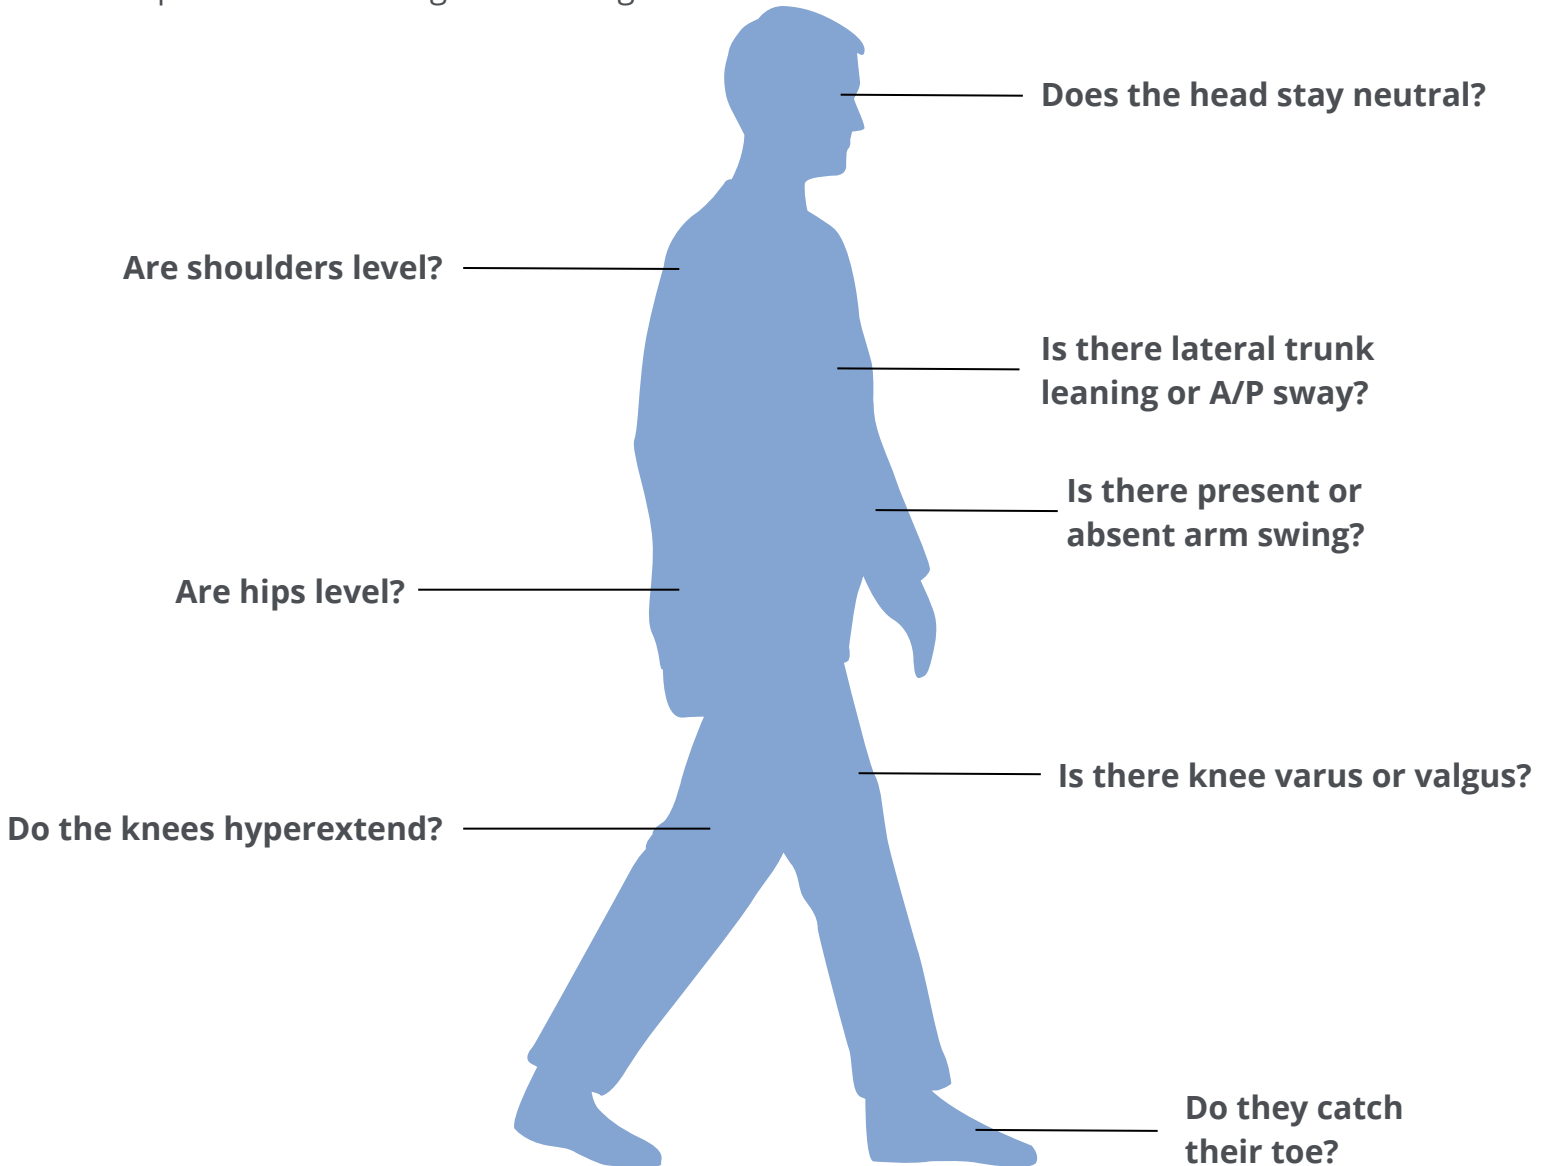 Does the head stay neutral?
Are shoulders level?
Is there lateral trunk
leaning or A/P sway?
Is there present or
absent arm swing?
Are hips level?
Is there knee varus or valgus?
Do the knees hyperextend?
Do they catch
their toe?